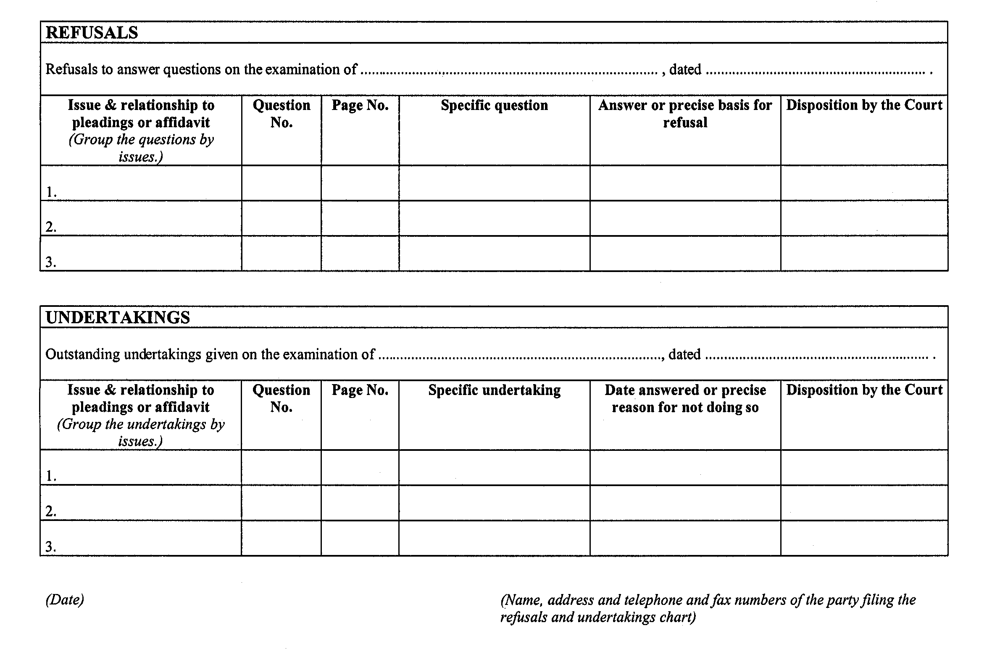 REFUSALS
Refusals to answer questions on the examination of ........................................................................ , dated ........................................................ .
Issue & relationship to
pleadings or affidavit
(Group the questions by
issues.)
Question
No.
Page No.
Specific question
Answer or precise basis for
refusal
Disposition by the Court
1.
2.
3.
UNDERTAKINGS
Outstanding undertakings given on the examination of ...................................................................., dated ........................................................ .
Issue & relationship to
pleadings or affidavit
(Group the undertakings by
issues.)
Question
No.
Page No.
Specific undertaking
Date answered or precise
reason for not doing so
Disposition by the Court
1.
2.
3.
(Date)
(Name, address and telephone and fax numbers of the party filing the
refusals and undertakings chart)